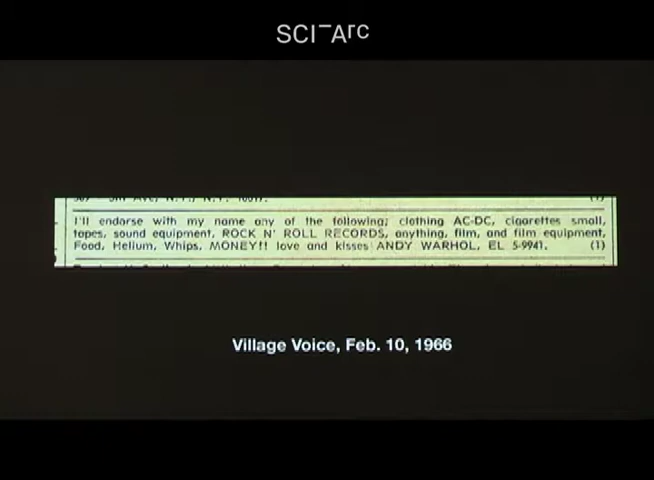 SCI-Arc
I'll endorse with my name any of the following; clothing AC-DC, cigarettes small,
tapes, sound equipment, ROCK N' ROLL RECORDS, anything, film, and film equipment,
Food, Helium, Whips, MONEY!! love and kisses ANDY WARHOL, EL 5-9941. (1)
Village Voice, Feb. 10, 1966